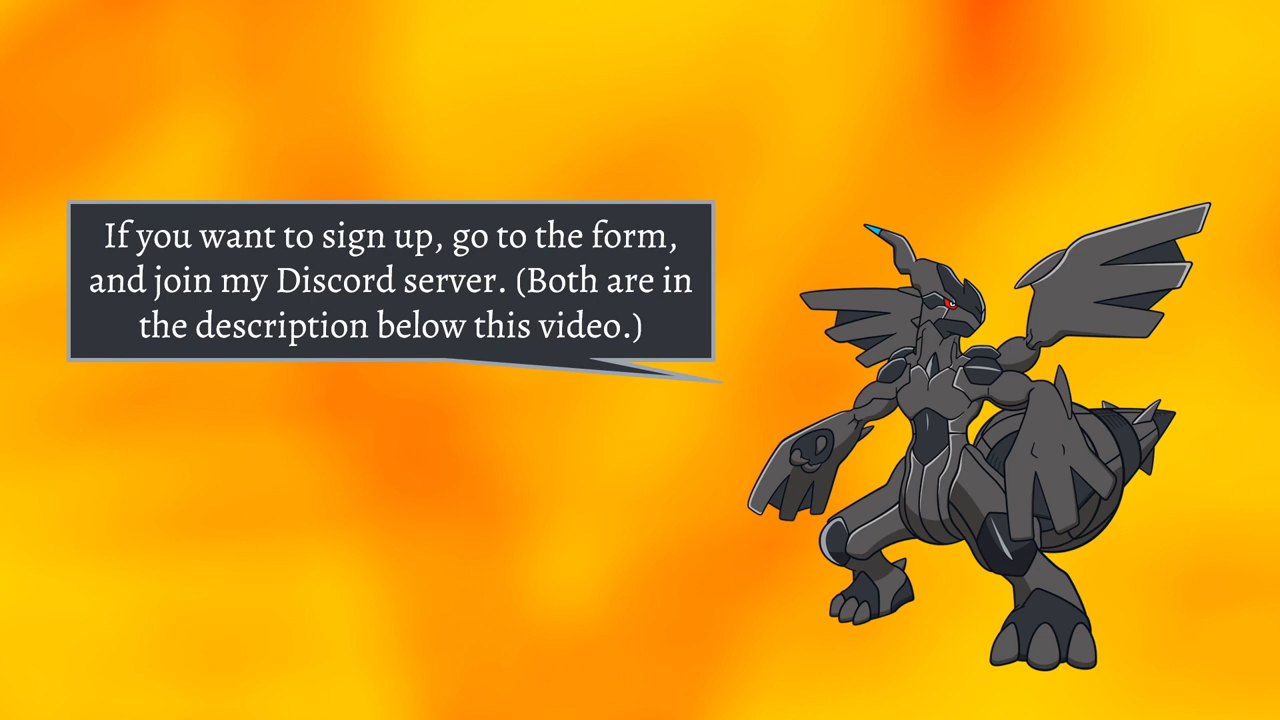 If you want to sign up, go to the form,
and join my Discord server. (Both are in
the description below this video.)